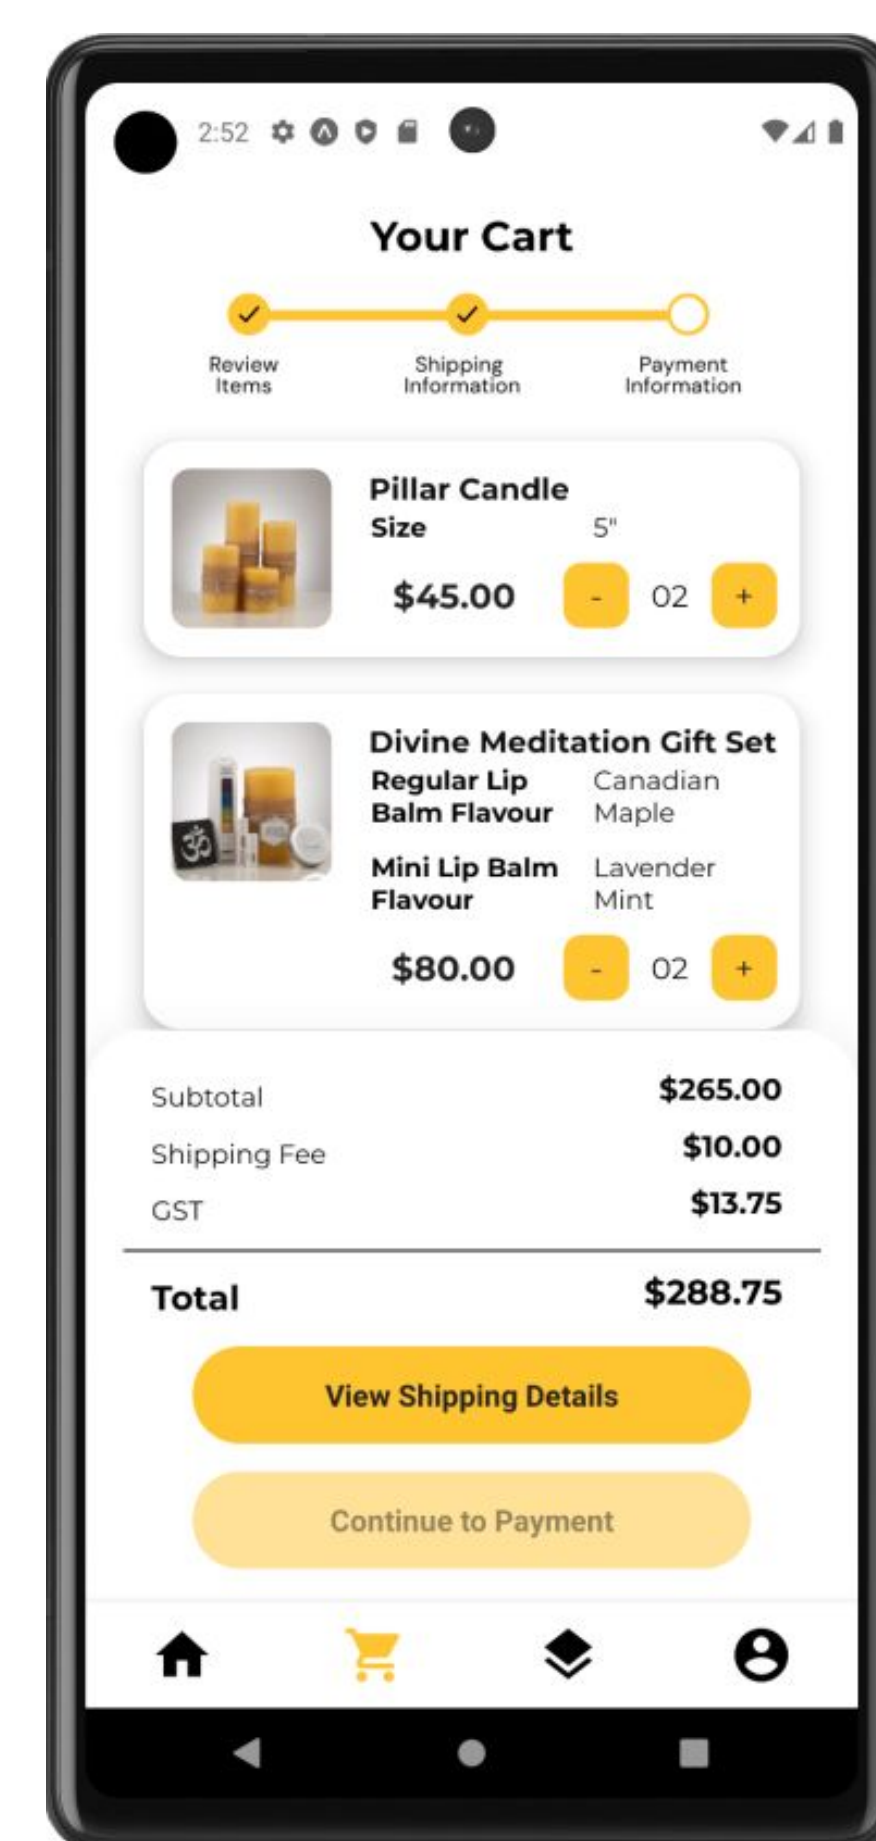 2:52
Your Cart
Review
Items
Shipping
Information
Payment
Information
Pillar Candle
Size 5"
$45.00 - 02 +
Divine Meditation Gift Set
Regular Lip
Balm Flavour
Canadian
Maple
Mini Lip Balm
Flavour
Lavender
Mint
$80.00 - 02 +
Subtotal $265.00
Shipping Fee $10.00
GST $13.75
Total $288.75
View Shipping Details
Continue to Payment